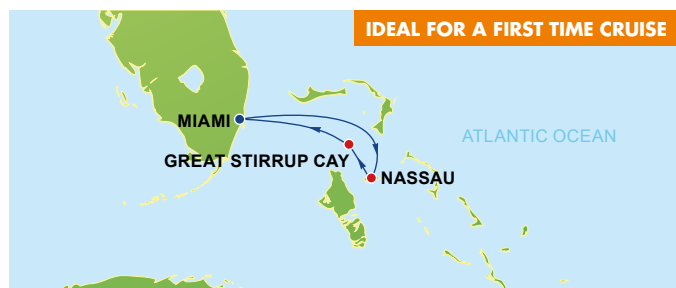 IDEAL FOR A FIRST TIME CRUISE
MIAMI
ATLANTIC OCEAN
GREAT STIRRUP CAY
NASSAU